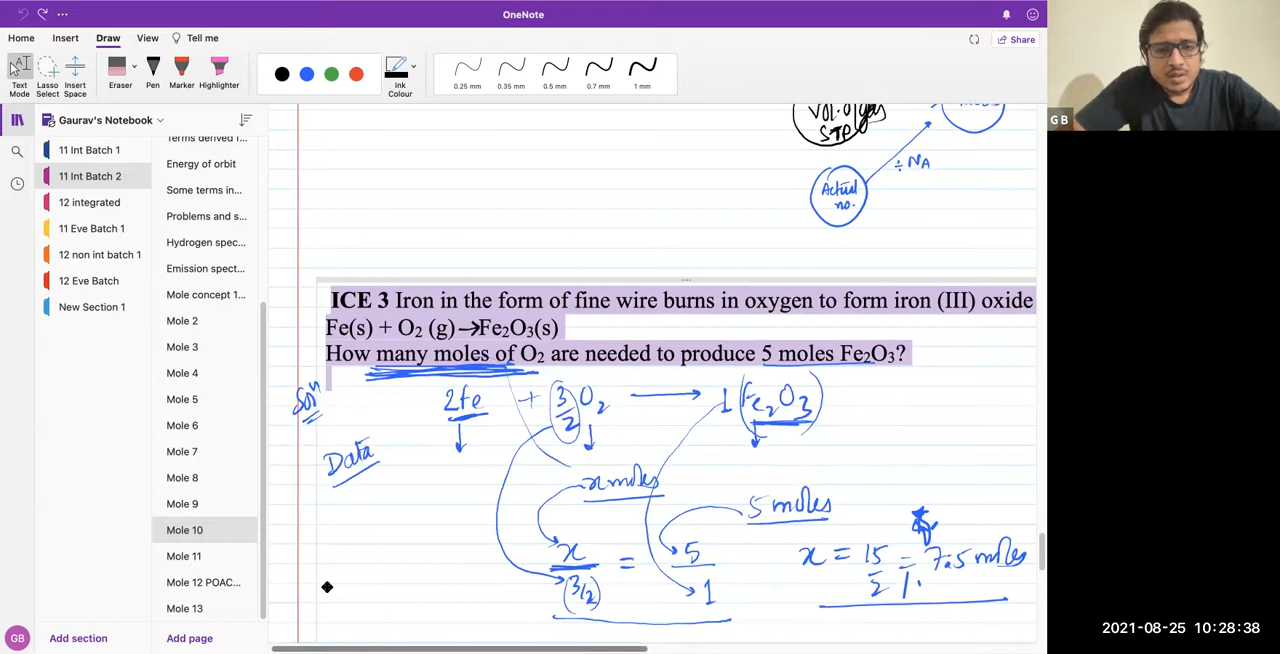 OneNote
Home Insert Draw View Tell me
Share
Text Mode
Lasso Select
Insert Space
Eraser
Pen
Marker
Highlighter
Ink Colour
0.25 mm 0.35 mm 0.5 mm 0.7 mm 1 mm
GB
Gaurav's Notebook
11 Int Batch 1
11 Int Batch 2
12 integrated
11 Eve Batch 1
12 non int batch 1
12 Eve Batch
New Section 1
Terms derived f...
Energy of orbit
Some terms in...
Problems and s...
Hydrogen spec...
Emission spect...
Mole concept 1...
Mole 2
Mole 3
Mole 4
Mole 5
Mole 6
Mole 7
Mole 8
Mole 9
Mole 10
Mole 11
Mole 12 POAC...
Mole 13
GB
Add section
Add page
Vol. of gas
STP
÷ NA
Actual
no.
ICE 3 Iron in the form of fine wire burns in oxygen to form iron (III) oxide
Fe(s) + O₂ (g)→Fe₂O₃(s)
How many moles of O₂ are needed to produce 5 moles Fe₂O₃?
Solⁿ
2Fe + 3/2 O₂ → 1 Fe₂O₃
Data
x moles
5 moles
x/(3/2) = 5/1
x = 15/2 = 7.5 moles
2021-08-25 10:28:38